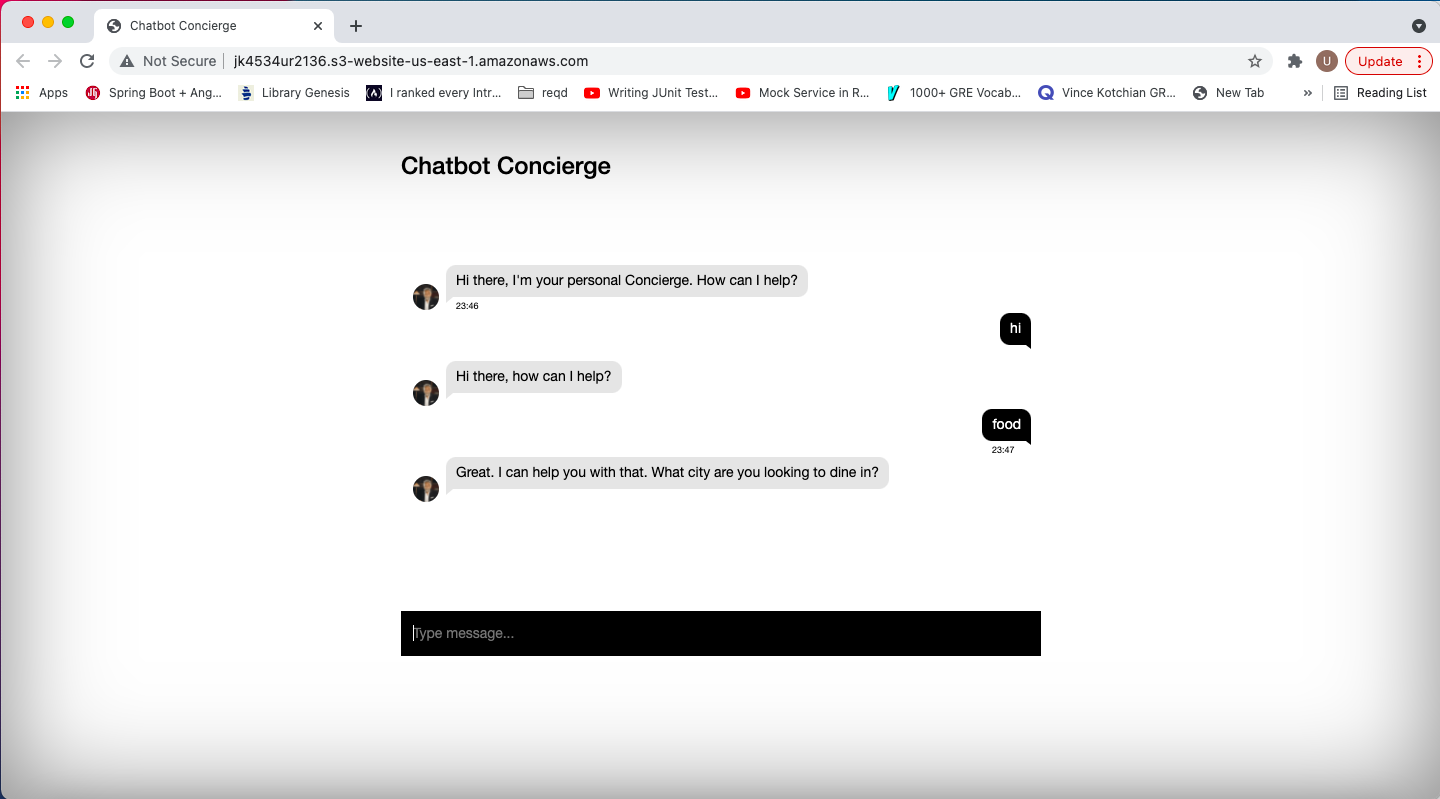 Chatbot Concierge
Not Secure jk4534ur2136.s3-website-us-east-1.amazonaws.com U Update
Apps Spring Boot + Ang... Library Genesis I ranked every Intr... reqd Writing JUnit Test... Mock Service in R... 1000+ GRE Vocab... Vince Kotchian GR... New Tab » Reading List
Chatbot Concierge
Hi there, I'm your personal Concierge. How can I help?
23:46
hi
Hi there, how can I help?
food
23:47
Great. I can help you with that. What city are you looking to dine in?
Type message...